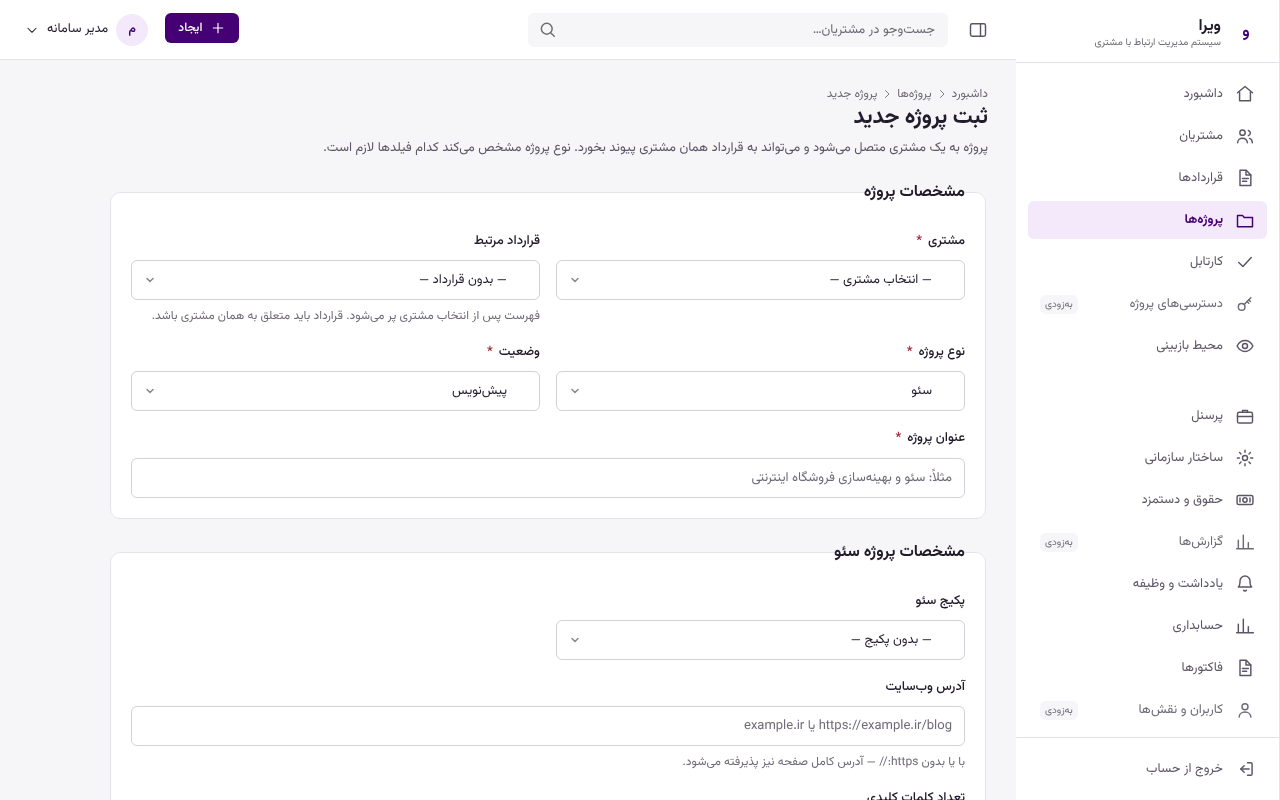 و
ویرا
سیستم مدیریت ارتباط با مشتری
داشبورد
مشتریان
قراردادها
پروژه‌ها
کارتابل
دسترسی‌های پروژه
به‌زودی
محیط بازبینی
پرسنل
ساختار سازمانی
حقوق و دستمزد
گزارش‌ها
به‌زودی
یادداشت و وظیفه
حسابداری
فاکتورها
کاربران و نقش‌ها
به‌زودی
خروج از حساب
جست‌وجو در مشتریان…
ایجاد
م
مدیر سامانه
داشبورد
پروژه‌ها
پروژه جدید
ثبت پروژه جدید
پروژه به یک مشتری متصل می‌شود و می‌تواند به قرارداد همان مشتری پیوند بخورد. نوع پروژه مشخص می‌کند کدام فیلدها لازم است.
مشخصات پروژه
مشتری *
— انتخاب مشتری —
قرارداد مرتبط
— بدون قرارداد —
فهرست پس از انتخاب مشتری پر می‌شود. قرارداد باید متعلق به همان مشتری باشد.
نوع پروژه *
سئو
وضعیت *
پیش‌نویس
عنوان پروژه *
مثلاً: سئو و بهینه‌سازی فروشگاه اینترنتی
مشخصات پروژه سئو
پکیج سئو
— بدون پکیج —
آدرس وب‌سایت
https://example.ir/blog یا example.ir
با یا بدون https:// — آدرس کامل صفحه نیز پذیرفته می‌شود.
تعداد کلمات کلیدی